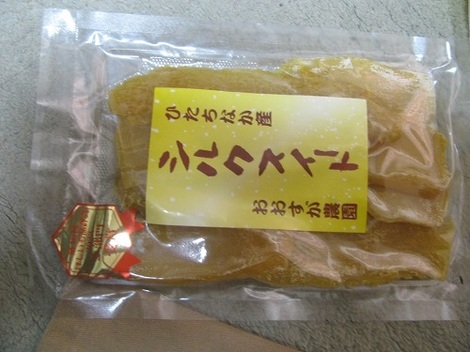 ひたちなか産
シルクスイート
おおすが農園